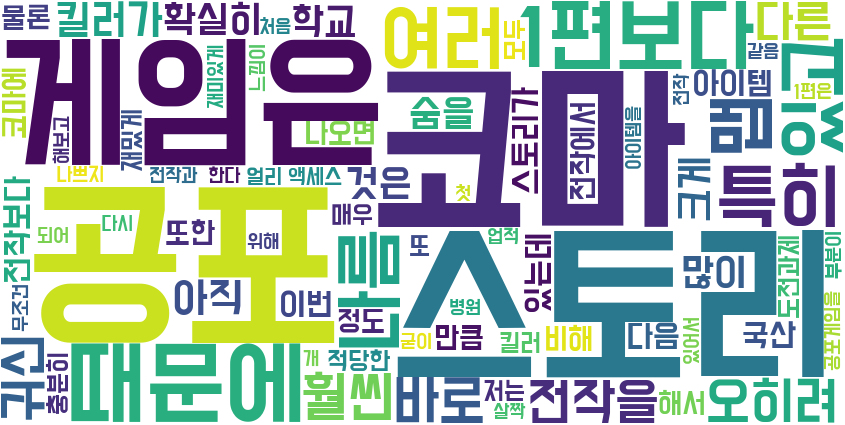 물론
킬러가
확실히
처음
학교
여러
모두
1편보다
다른
같음
코마에
게임은
재미있게
느낌이
전작
아이템
1편은
있고
해보고
재밌게
나오면
숨을
코마
전작에서
스토리가
아이템을
맵
나쁘지
전작과
한다
얼리 액세스
것은
첫
크게
특히
전작보다
되어
다시
공포
또한
위해
매우
또
업적
있는데
많이
도전과제
부분이
무조건
아직
이번
나름
정도
스토리
병원
만큼
굳이
킬러
비해
다음
있어서
국산
공포게임을
귀신
충분히
때문에
개
적당한
훨씬
바로
저는
살짝
전작을
해서
오히려